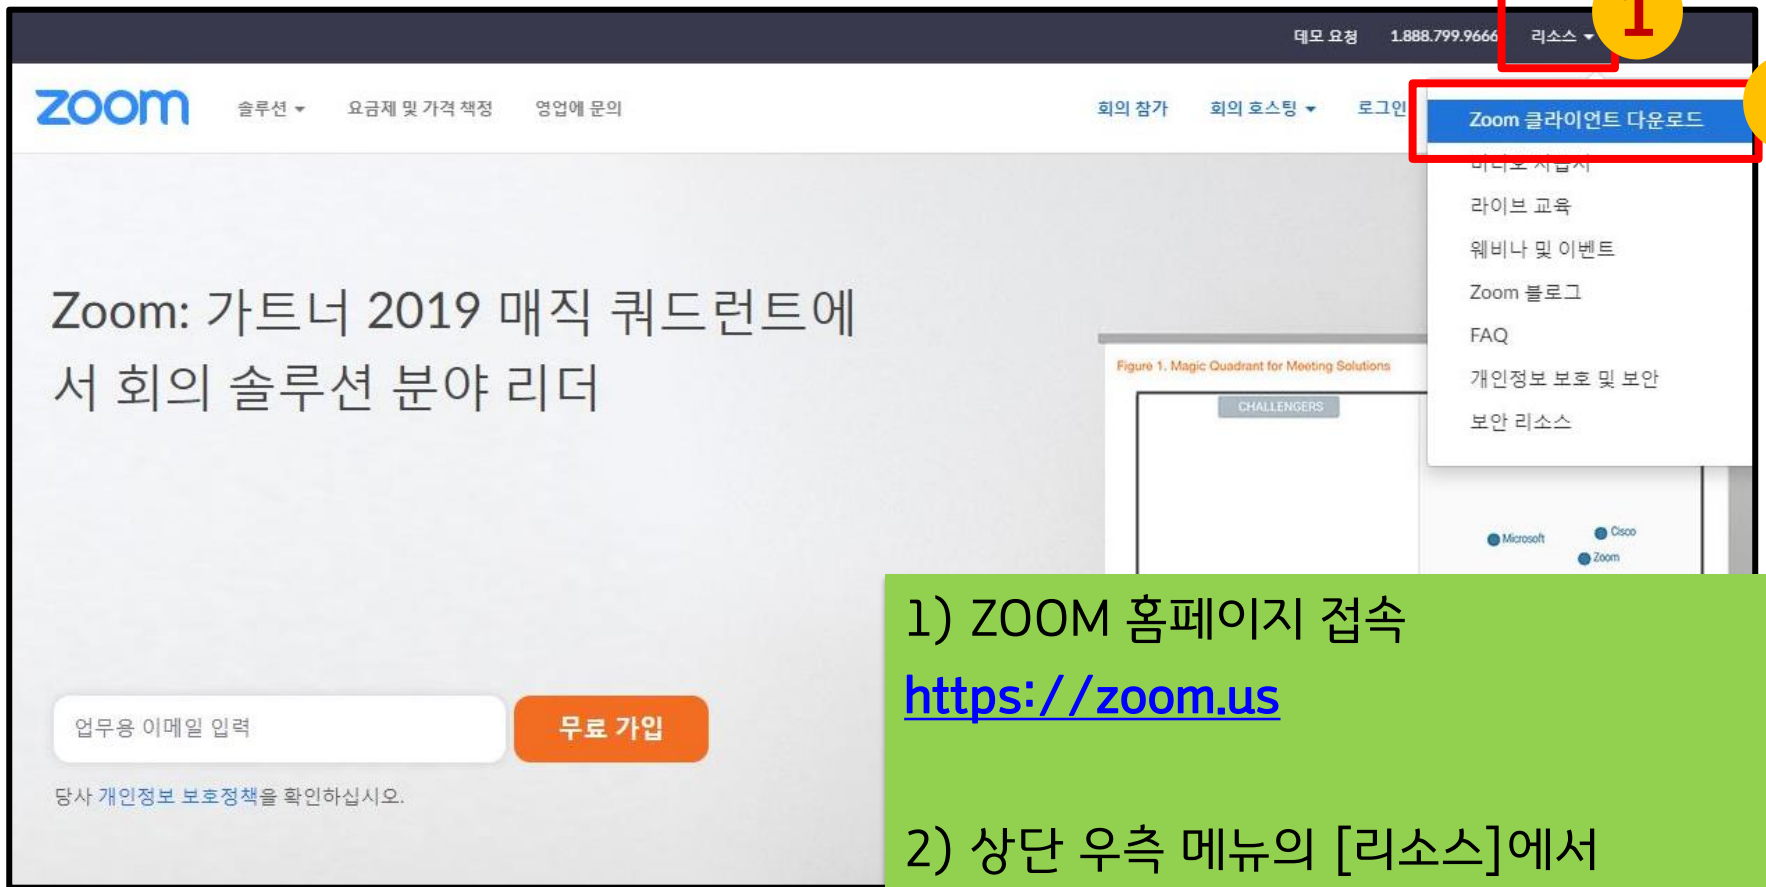 1
데모 요청 1.888.799.9666 리소스
zoom 솔루션 요금제 및 가격 책정 영업에 문의 회의 참가 회의 호스팅 로그인
Zoom 클라이언트 다운로드
라이브 교육
웨비나 및 이벤트
Zoom 블로그
FAQ
개인정보 보호 및 보안
보안 리소스
Zoom: 가트너 2019 매직 쿼드런트에
서 회의 솔루션 분야 리더
Figure 1. Magic Quadrant for Meeting Solutions
CHALLENGERS
Microsoft
Cisco
Zoom
업무용 이메일 입력
무료 가입
당사 개인정보 보호정책을 확인하십시오.
1) ZOOM 홈페이지 접속
https://zoom.us
2) 상단 우측 메뉴의 [리소스]에서